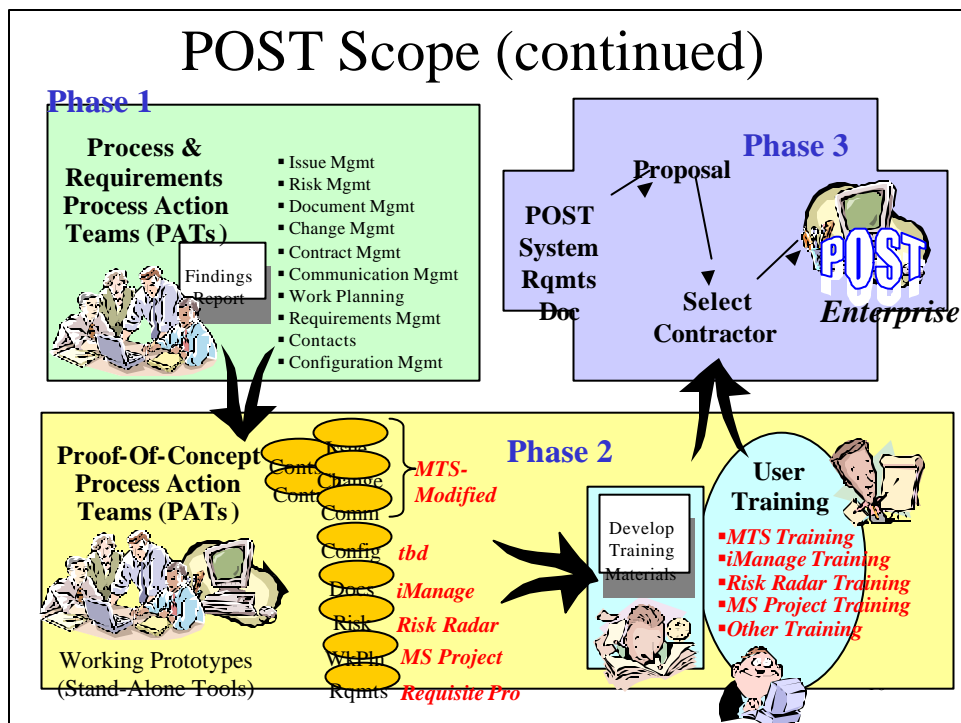 POST Scope (continued)
Phase 1
Process &
Requirements
Process Action
Teams (PATs)
Findings
Report
▪ Issue Mgmt
▪ Risk Mgmt
▪ Document Mgmt
▪ Change Mgmt
▪ Contract Mgmt
▪ Communication Mgmt
▪ Work Planning
▪ Requirements Mgmt
▪ Contacts
▪ Configuration Mgmt
Phase 3
Proposal
POST
System
Rqmts
Doc
Select
Contractor
POST
Enterprise
Phase 2
Proof-Of-Concept
Process Action
Teams (PATs)
Working Prototypes
(Stand-Alone Tools)
Issue
Change
Comm
MTS-
Modified
Config
tbd
Docs
iManage
Risk
Risk Radar
WkPln
MS Project
Rqmts
Requisite Pro
Develop
Training
Materials
User
Training
▪MTS Training
▪iManage Training
▪Risk Radar Training
▪MS Project Training
▪Other Training